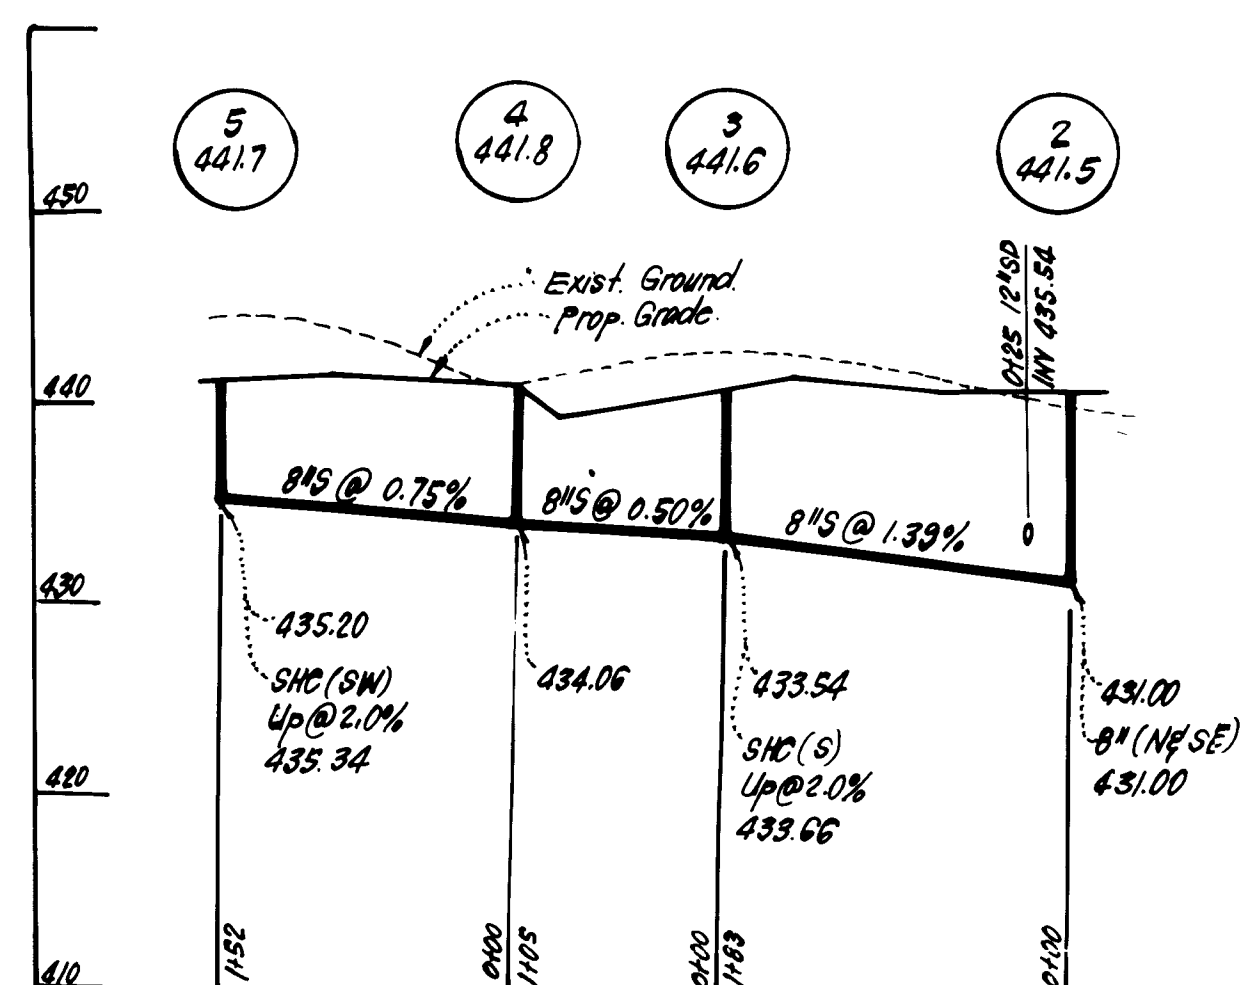 5
441.7
4
441.8
3
441.6
2
441.5
450
440
430
420
410
Exist. Ground.
Prop. Grade.
0+25 12"SD
INV 435.54
8"S @ 0.75%
8"S @ 0.50%
8"S @ 1.39%
435.20
SHC (SW)
Up @ 2.0%
435.34
434.06
433.54
SHC (S)
Up @ 2.0%
433.66
431.00
8" (N & SE)
431.00
1+52
0+00
1+05
0+00
1+83
0+00